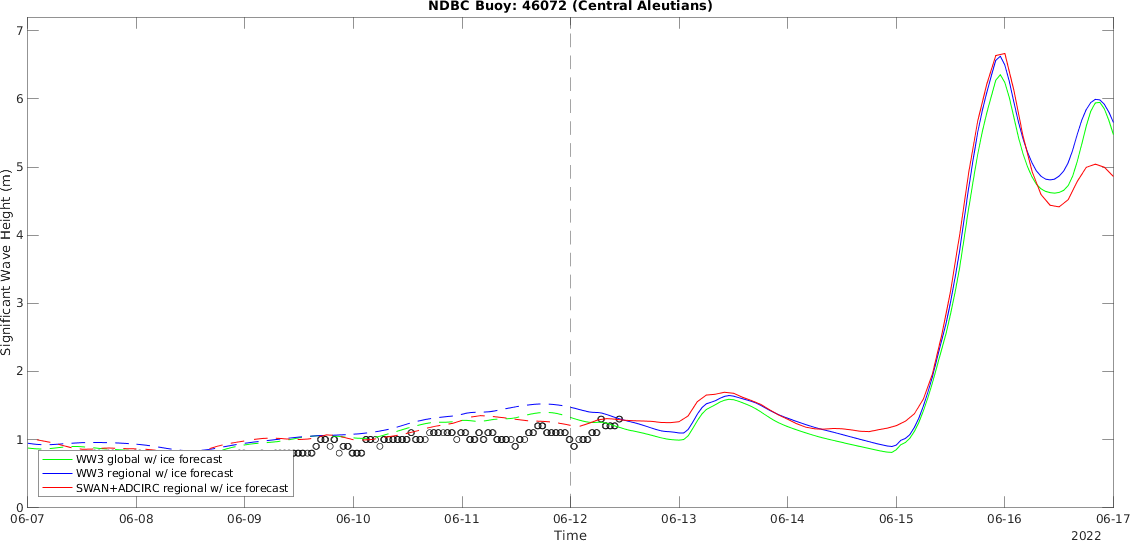 NDBC Buoy: 46072 (Central Aleutians)
7
6
5
4
3
2
1
0
Significant Wave Height (m)
WW3 global w/ ice forecast
WW3 regional w/ ice forecast
SWAN+ADCIRC regional w/ ice forecast
06-07 06-08 06-09 06-10 06-11 06-12 06-13 06-14 06-15 06-16 06-17
Time
2022